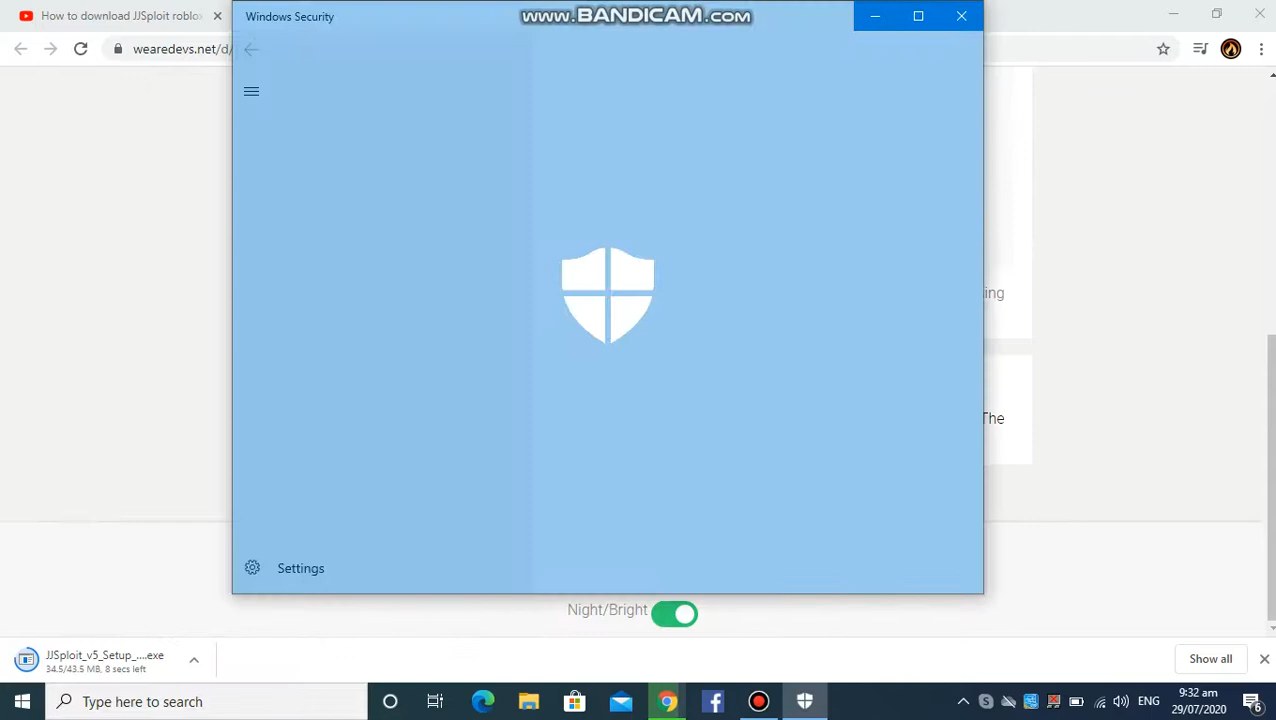 How to download JJSploit roblox
Windows Security
www.BANDICAM.com
wearedevs.net/d/
ing
The
Settings
Night/Bright
JJSploit_v5_Setup_....exe
34.5/43.5 MB, 8 secs left
Show all
Type here to search
ENG
9:32 am
29/07/2020
6